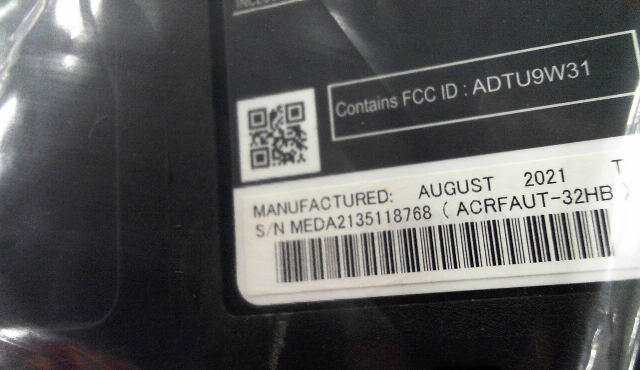 Contains FCC ID : ADTU9W31
MANUFACTURED: AUGUST 2021 T
S/N MEDA2135118768 ( ACRFAUT-32HB )